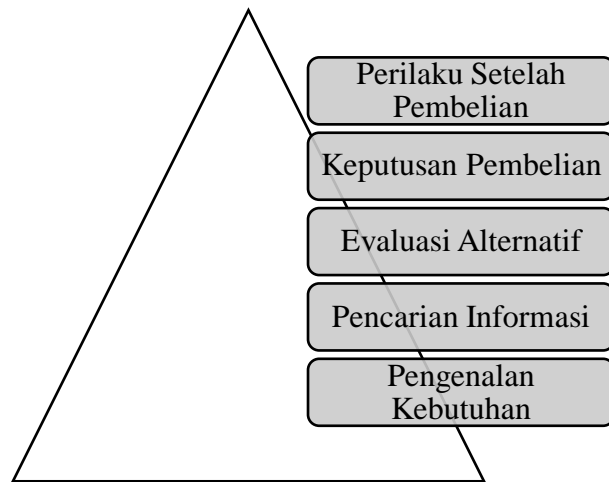 Perilaku Setelah
Pembelian
Keputusan Pembelian
Evaluasi Alternatif
Pencarian Informasi
Pengenalan
Kebutuhan